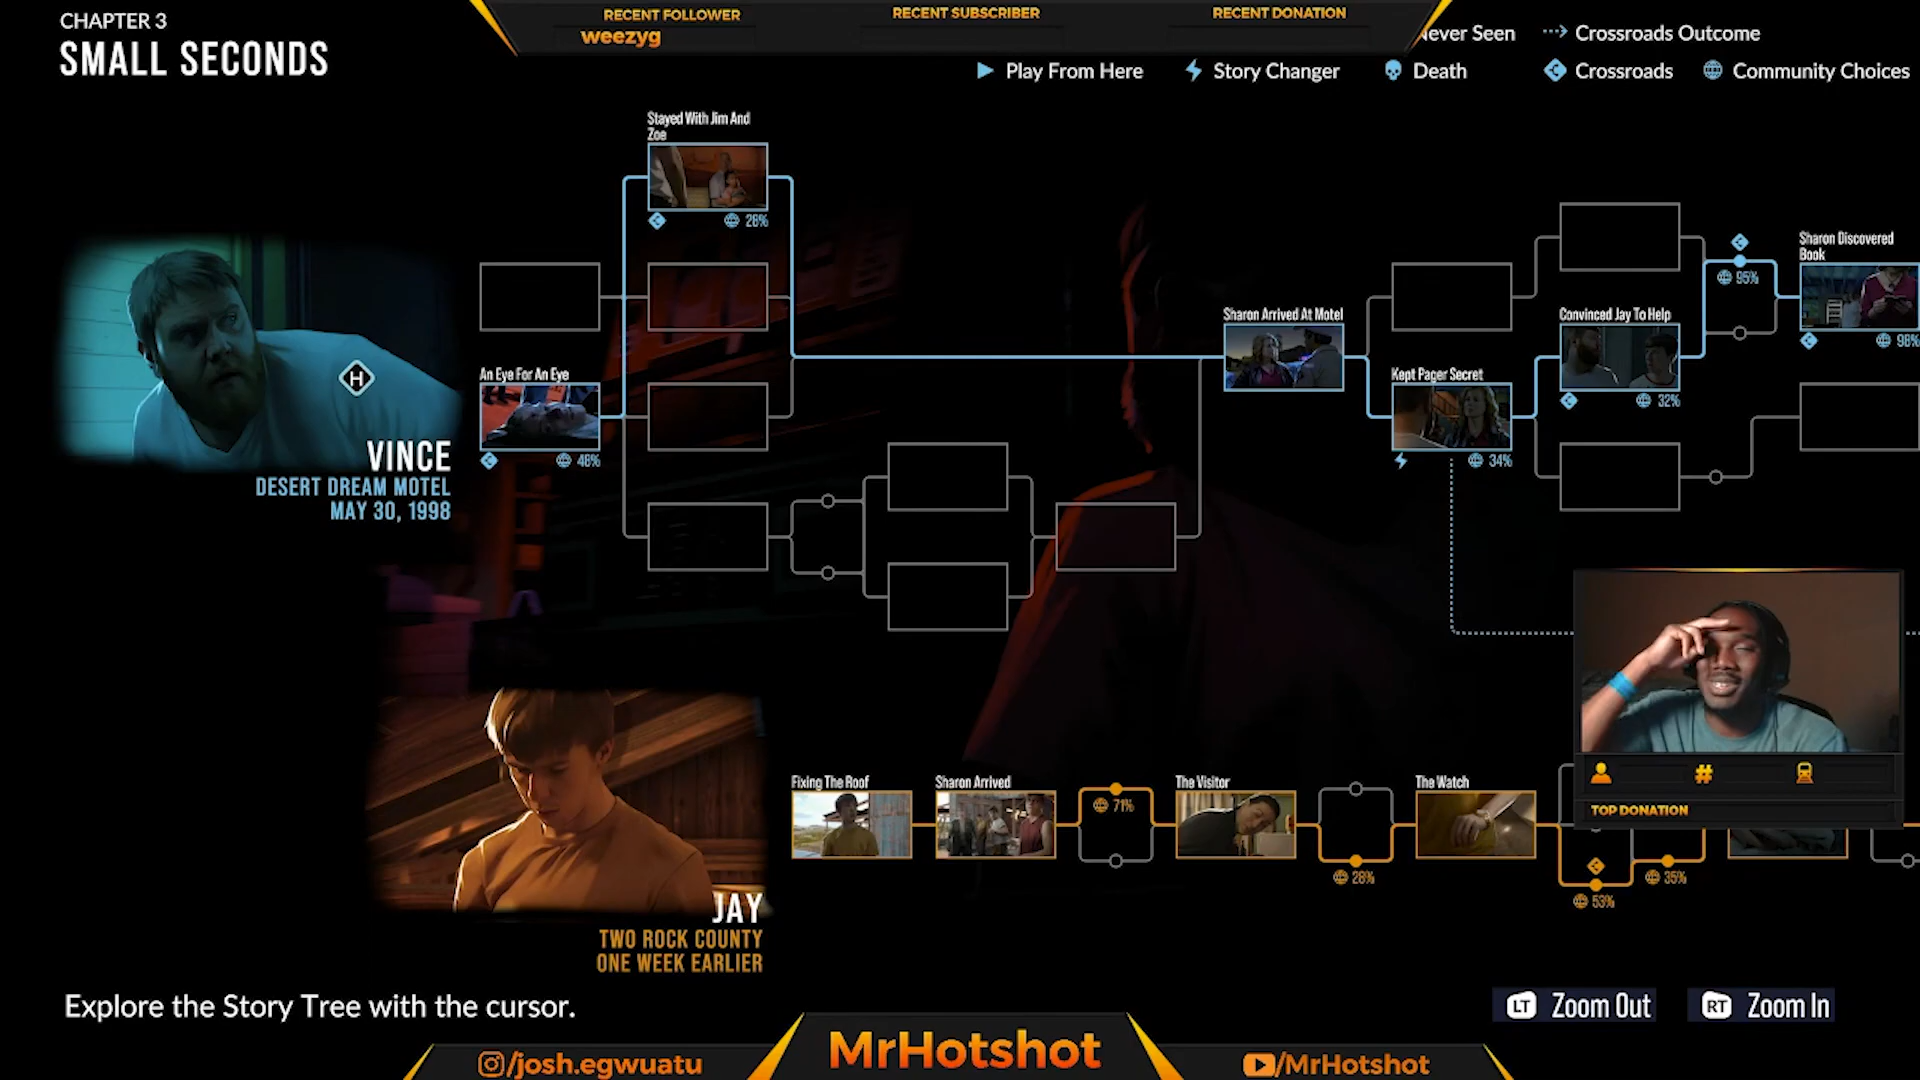 CHAPTER 3
SMALL SECONDS
RECENT FOLLOWER
weezyg
RECENT SUBSCRIBER
RECENT DONATION
Never Seen
Crossroads Outcome
Play From Here
Story Changer
Death
Crossroads
Community Choices
Stayed With Jim And
Zoe
28%
An Eye For An Eye
48%
Sharon Arrived At Motel
Kept Pager Secret
34%
Convinced Jay To Help
32%
95%
Sharon Discovered
Book
98%
H
VINCE
DESERT DREAM MOTEL
MAY 30, 1998
Fixing The Roof
Sharon Arrived
71%
The Visitor
28%
The Watch
53%
35%
TOP DONATION
JAY
TWO ROCK COUNTY
ONE WEEK EARLIER
Explore the Story Tree with the cursor.
LT Zoom Out
RT Zoom In
/josh.egwuatu
MrHotshot
/MrHotshot